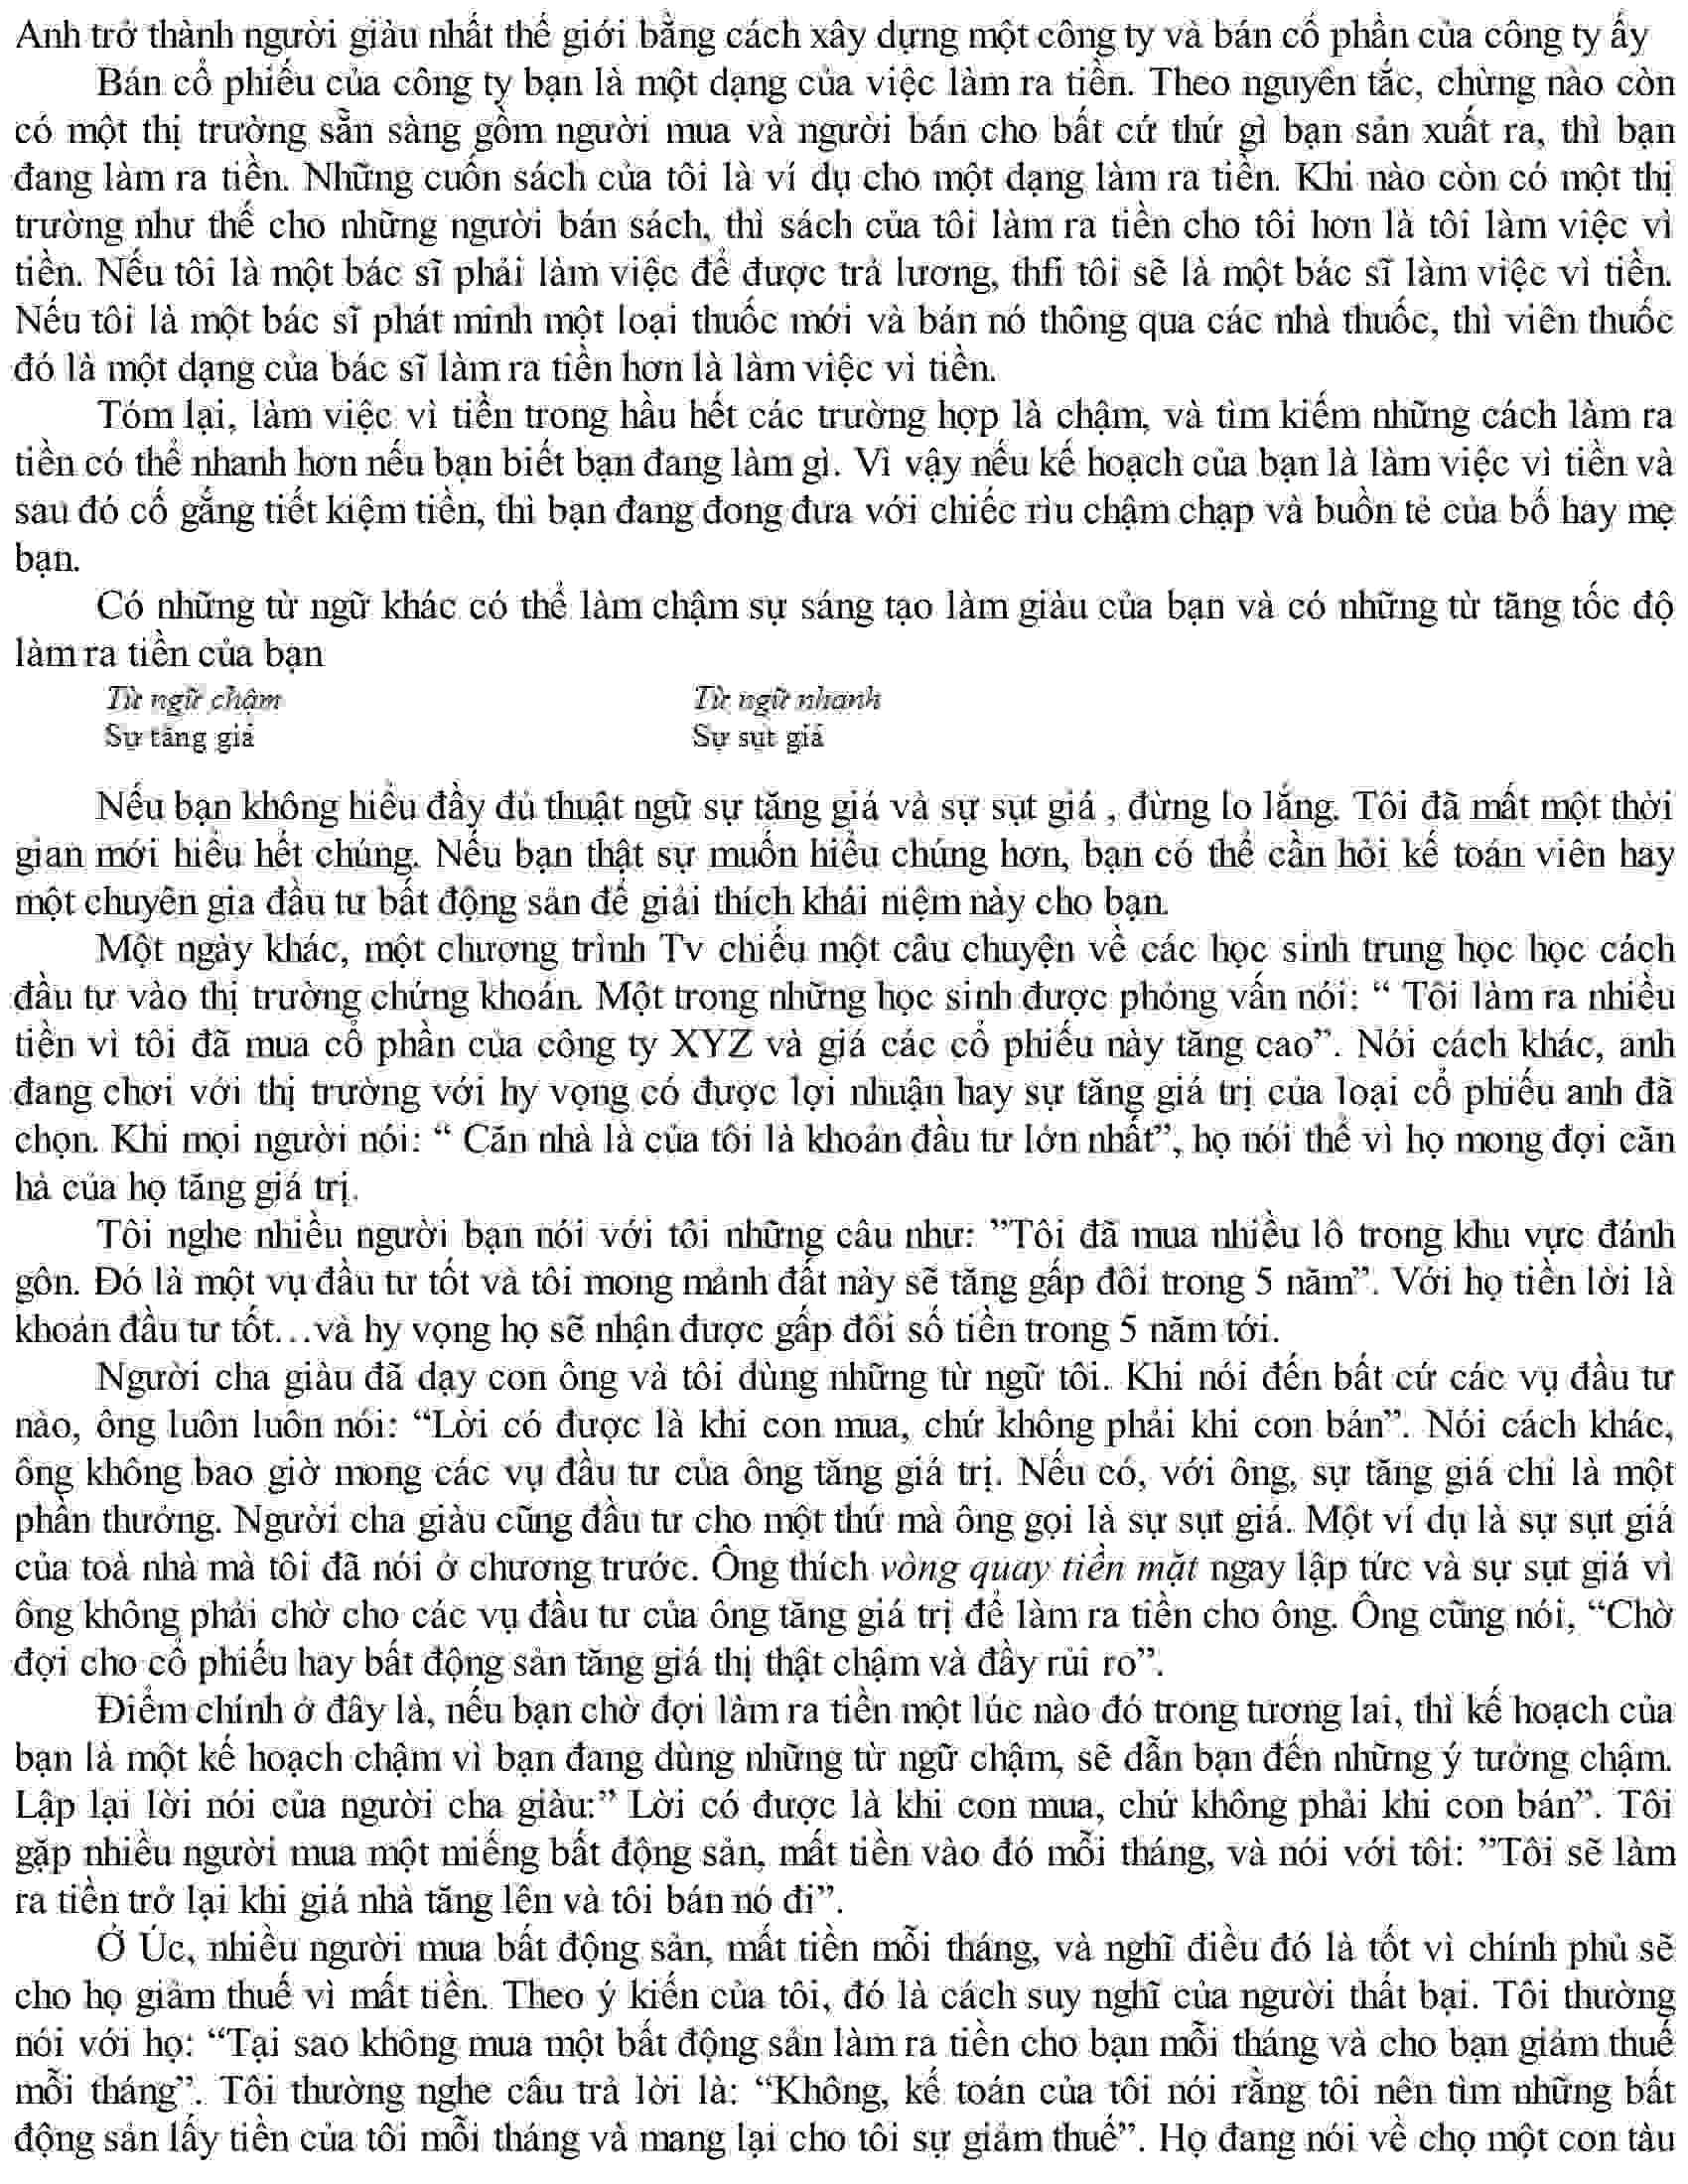 Anh trở thành người giàu nhất thế giới bằng cách xây dựng một công ty và bán cổ phần của công ty ấy
Bán cổ phiếu của công ty bạn là một dạng của việc làm ra tiền. Theo nguyên tắc, chừng nào còn
có một thị trường sẵn sàng gồm người mua và người bán cho bất cứ thứ gì bạn sản xuất ra, thì bạn
đang làm ra tiền. Những cuốn sách của tôi là ví dụ cho một dạng làm ra tiền. Khi nào còn có một thị
trường như thế cho những người bán sách, thì sách của tôi làm ra tiền cho tôi hơn là tôi làm việc vì
tiền. Nếu tôi là một bác sĩ phải làm việc để được trả lương, thfi tôi sẽ là một bác sĩ làm việc vì tiền.
Nếu tôi là một bác sĩ phát minh một loại thuốc mới và bán nó thông qua các nhà thuốc, thì viên thuốc
đó là một dạng của bác sĩ làm ra tiền hơn là làm việc vì tiền.
Tóm lại, làm việc vì tiền trong hầu hết các trường hợp là chậm, và tìm kiếm những cách làm ra
tiền có thể nhanh hơn nếu bạn biết bạn đang làm gì. Vì vậy nếu kế hoạch của bạn là làm việc vì tiền và
sau đó cố gắng tiết kiệm tiền, thì bạn đang đong đưa với chiếc rìu chậm chạp và buồn tẻ của bố hay mẹ
bạn.
Có những từ ngữ khác có thể làm chậm sự sáng tạo làm giàu của bạn và có những từ tăng tốc độ
làm ra tiền của bạn
Từ ngữ chậm Từ ngữ nhanh
Sự tăng giá Sự sụt giá
Nếu bạn không hiểu đầy đủ thuật ngữ sự tăng giá và sự sụt giá , đừng lo lắng. Tôi đã mất một thời
gian mới hiểu hết chúng. Nếu bạn thật sự muốn hiểu chúng hơn, bạn có thể cần hỏi kế toán viên hay
một chuyên gia đầu tư bất động sản để giải thích khái niệm này cho bạn.
Một ngày khác, một chương trình Tv chiếu một câu chuyện về các học sinh trung học học cách
đầu tư vào thị trường chứng khoán. Một trong những học sinh được phỏng vấn nói: “ Tôi làm ra nhiều
tiền vì tôi đã mua cổ phần của công ty XYZ và giá các cổ phiếu này tăng cao”. Nói cách khác, anh
đang chơi với thị trường với hy vọng có được lợi nhuận hay sự tăng giá trị của loại cổ phiếu anh đã
chọn. Khi mọi người nói: “ Căn nhà là của tôi là khoản đầu tư lớn nhất”, họ nói thế vì họ mong đợi căn
hà của họ tăng giá trị.
Tôi nghe nhiều người bạn nói với tôi những câu như: ”Tôi đã mua nhiều lô trong khu vực đánh
gôn. Đó là một vụ đầu tư tốt và tôi mong mảnh đất này sẽ tăng gấp đôi trong 5 năm”. Với họ tiền lời là
khoản đầu tư tốt…và hy vọng họ sẽ nhận được gấp đôi số tiền trong 5 năm tới.
Người cha giàu đã dạy con ông và tôi dùng những từ ngữ tôi. Khi nói đến bất cứ các vụ đầu tư
nào, ông luôn luôn nói: “Lời có được là khi con mua, chứ không phải khi con bán”. Nói cách khác,
ông không bao giờ mong các vụ đầu tư của ông tăng giá trị. Nếu có, với ông, sự tăng giá chỉ là một
phần thưởng. Người cha giàu cũng đầu tư cho một thứ mà ông gọi là sự sụt giá. Một ví dụ là sự sụt giá
của toà nhà mà tôi đã nói ở chương trước. Ông thích vòng quay tiền mặt ngay lập tức và sự sụt giá vì
ông không phải chờ cho các vụ đầu tư của ông tăng giá trị để làm ra tiền cho ông. Ông cũng nói, “Chờ
đợi cho cổ phiếu hay bất động sản tăng giá thị thật chậm và đầy rủi ro”.
Điểm chính ở đây là, nếu bạn chờ đợi làm ra tiền một lúc nào đó trong tương lai, thì kế hoạch của
bạn là một kế hoạch chậm vì bạn đang dùng những từ ngữ chậm, sẽ dẫn bạn đến những ý tưởng chậm.
Lập lại lời nói của người cha giàu:” Lời có được là khi con mua, chứ không phải khi con bán”. Tôi
gặp nhiều người mua một miếng bất động sản, mất tiền vào đó mỗi tháng, và nói với tôi: ”Tôi sẽ làm
ra tiền trở lại khi giá nhà tăng lên và tôi bán nó đi”.
Ở Úc, nhiều người mua bất động sản, mất tiền mỗi tháng, và nghĩ điều đó là tốt vì chính phủ sẽ
cho họ giảm thuế vì mất tiền. Theo ý kiến của tôi, đó là cách suy nghĩ của người thất bại. Tôi thường
nói với họ: “Tại sao không mua một bất động sản làm ra tiền cho bạn mỗi tháng và cho bạn giảm thuế
mỗi tháng”. Tôi thường nghe câu trả lời là: “Không, kế toán của tôi nói rằng tôi nên tìm những bất
động sản lấy tiền của tôi mỗi tháng và mang lại cho tôi sự giảm thuế”. Họ đang nói về chọ một con tàu